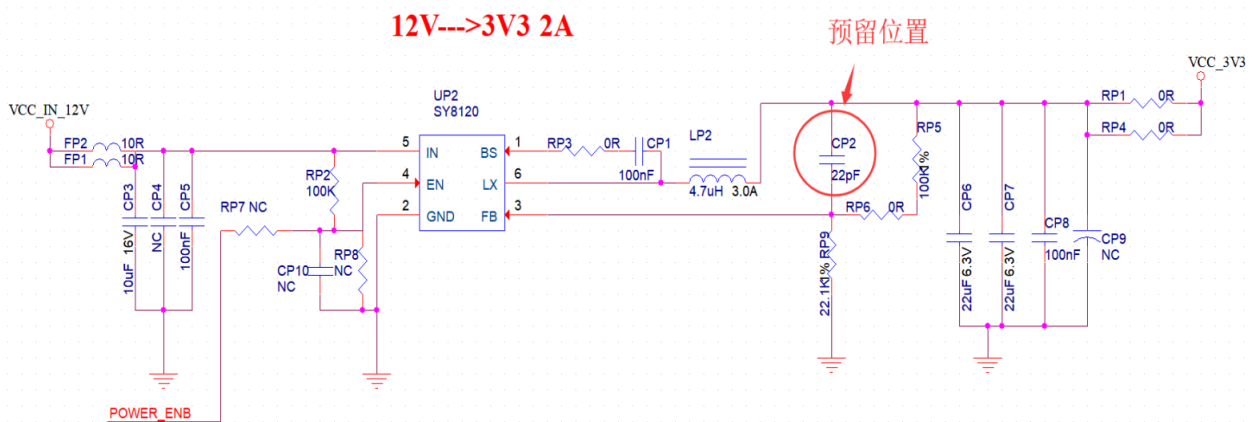 12V--->3V3 2A
预留位置
VCC_3V3
VCC_IN_12V
UP2
SY8120
FP2 10R
FP1 10R
5 IN BS 1
4 EN LX 6
2 GND FB 3
RP3 0R
CP1
100nF
LP2
4.7uH 3.0A
CP2
22pF
RP5
100K1%
RP1 0R
RP4 0R
CP3
10uF 16V
CP4
NC
CP5
100nF
RP2
100K
RP7 NC
CP10
NC
RP8
NC
RP6 0R
RP9
22.1K1%
CP6
22uF 6.3V
CP7
22uF 6.3V
CP8
100nF
CP9
NC
POWER_ENB